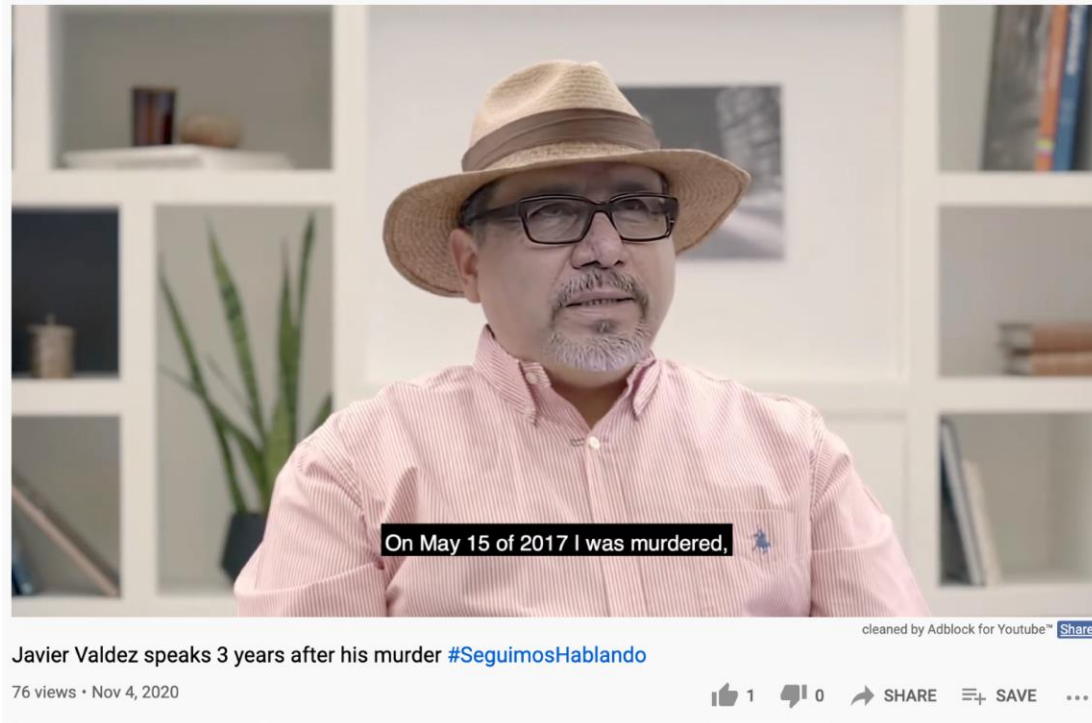 On May 15 of 2017 I was murdered,
cleaned by Adblock for Youtube™ Share
Javier Valdez speaks 3 years after his murder #SeguimosHablando
76 views • Nov 4, 2020
1 0 SHARE SAVE